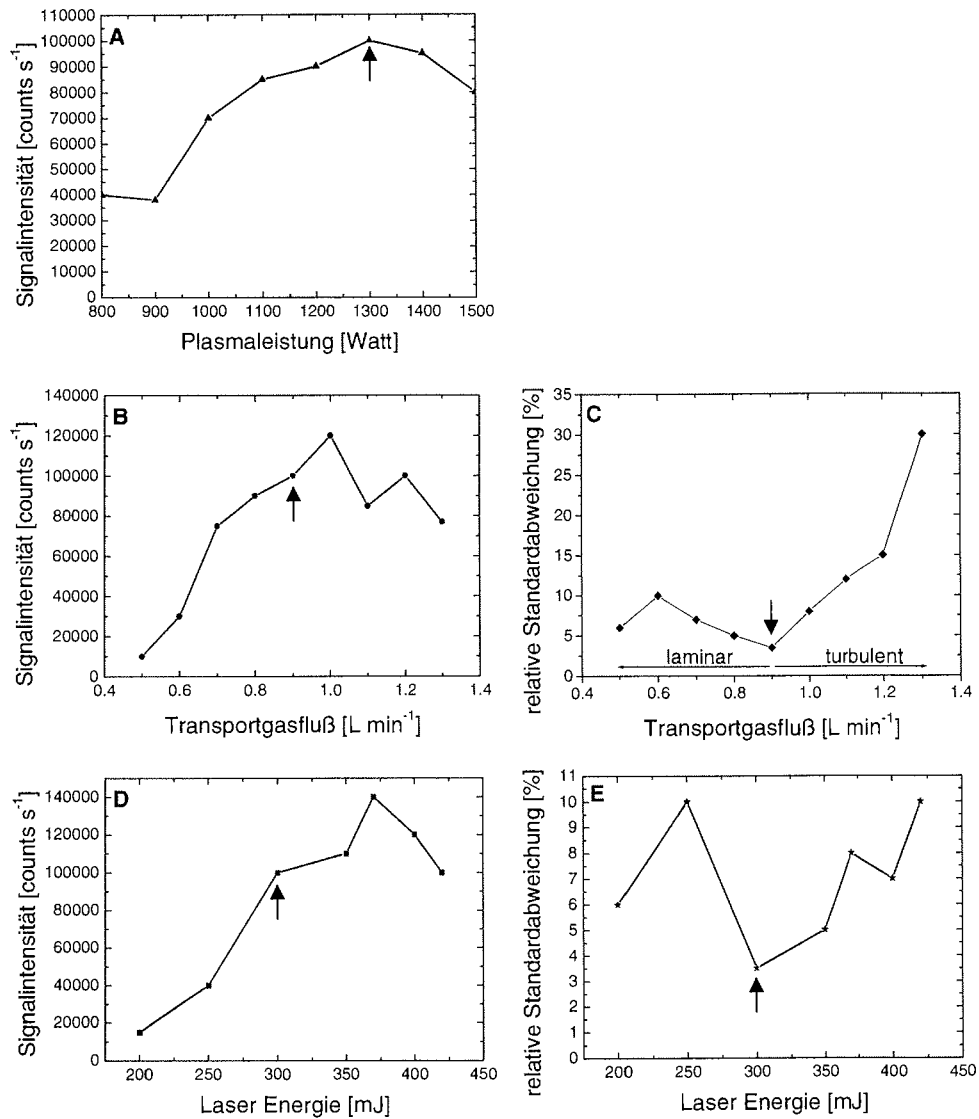 A
Signalintensität [counts s⁻¹]
100000
90000
80000
70000
60000
50000
40000
30000
20000
10000
0
800 900 1000 1100 1200 1300 1400 1500
Plasmaleistung [Watt]
B
Signalintensität [counts s⁻¹]
140000
120000
100000
80000
60000
40000
20000
0
0.4 0.6 0.8 1.0 1.2 1.4
Transportgasfluß [L min⁻¹]
C
relative Standardabweichung [%]
35
30
25
20
15
10
5
0
laminar turbulent
0.4 0.6 0.8 1.0 1.2 1.4
Transportgasfluß [L min⁻¹]
D
Signalintensität [counts s⁻¹]
140000
120000
100000
80000
60000
40000
20000
0
200 250 300 350 400 450
Laser Energie [mJ]
E
relative Standardabweichung [%]
11
10
9
8
7
6
5
4
3
2
1
0
200 250 300 350 400 450
Laser Energie [mJ]